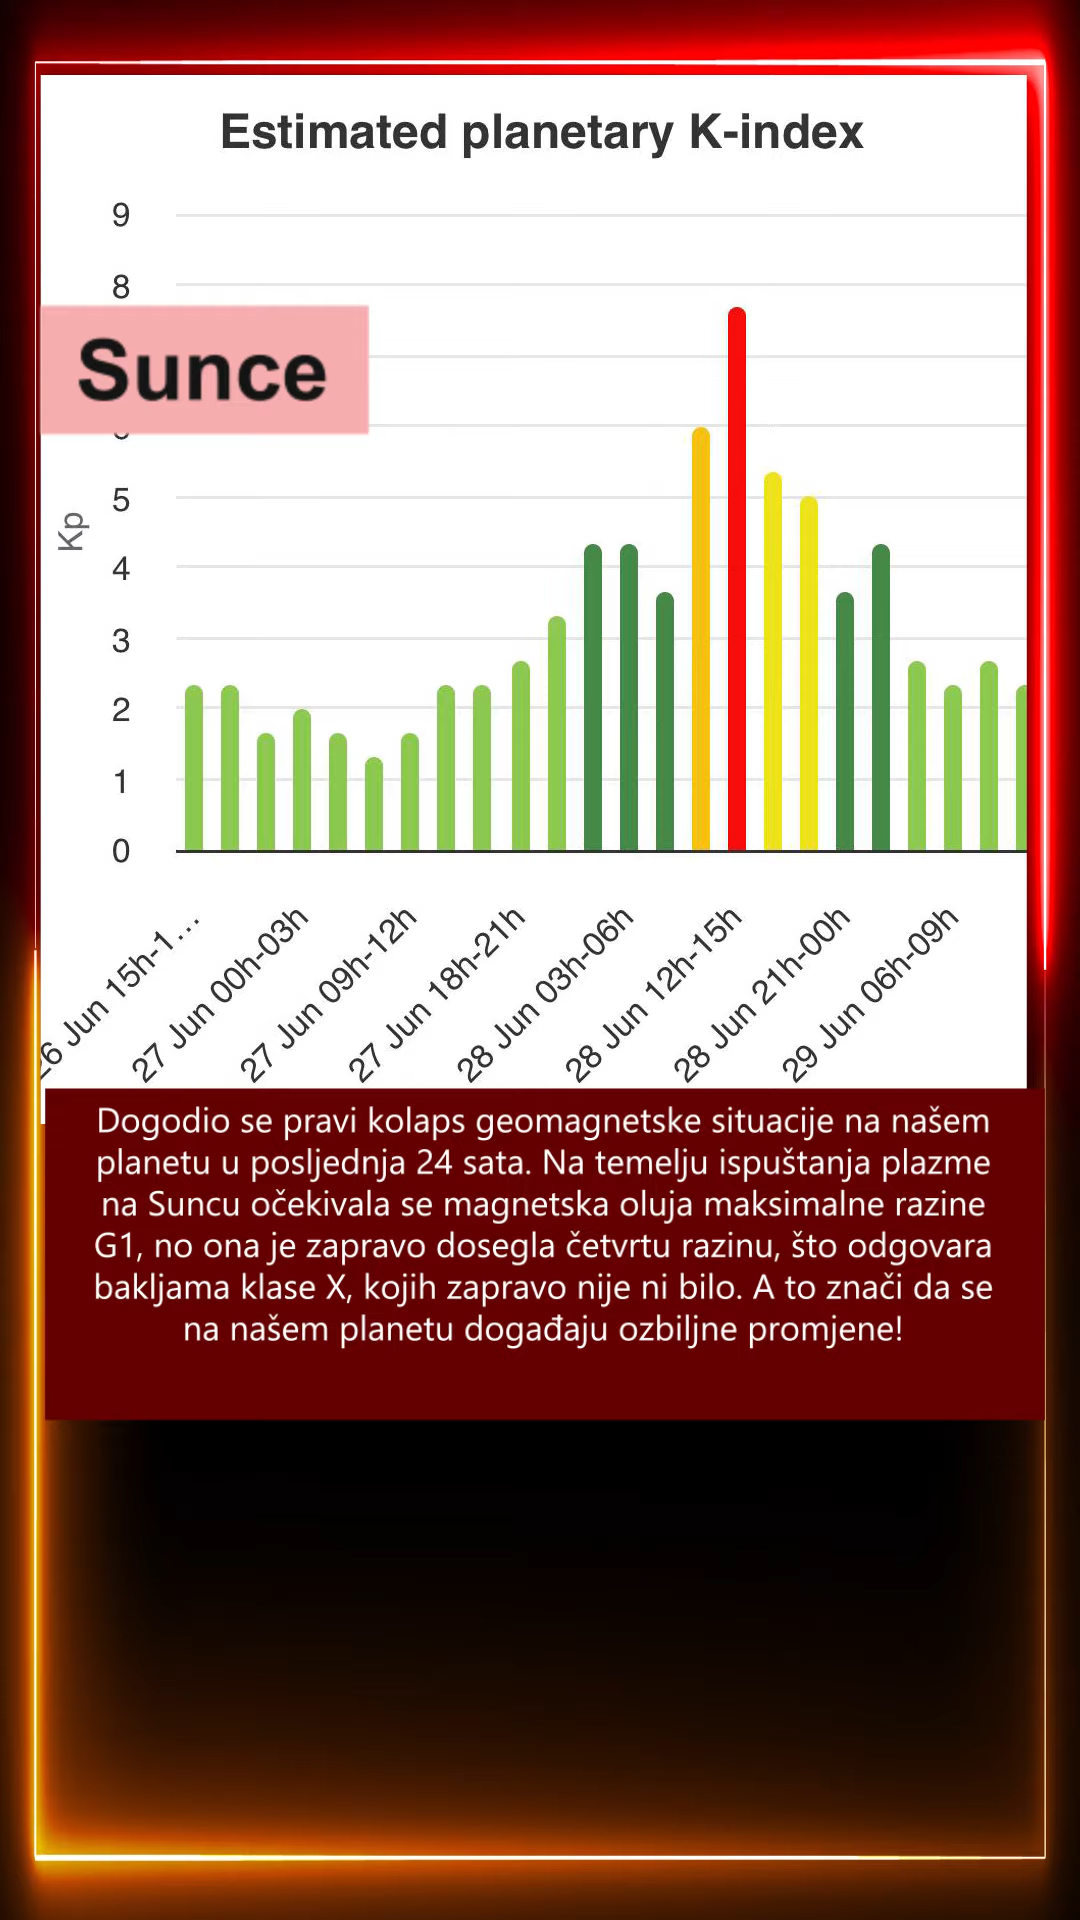 Estimated planetary K-index
9
8
Sunce
5
Kp
4
3
2
1
0
26 Jun 15h-1...
27 Jun 00h-03h
27 Jun 09h-12h
27 Jun 18h-21h
28 Jun 03h-06h
28 Jun 12h-15h
28 Jun 21h-00h
29 Jun 06h-09h
Dogodio se pravi kolaps geomagnetske situacije na našem
planetu u posljednja 24 sata. Na temelju ispuštanja plazme
na Suncu očekivala se magnetska oluja maksimalne razine
G1, no ona je zapravo dosegla četvrtu razinu, što odgovara
bakljama klase X, kojih zapravo nije ni bilo. A to znači da se
na našem planetu događaju ozbiljne promjene!